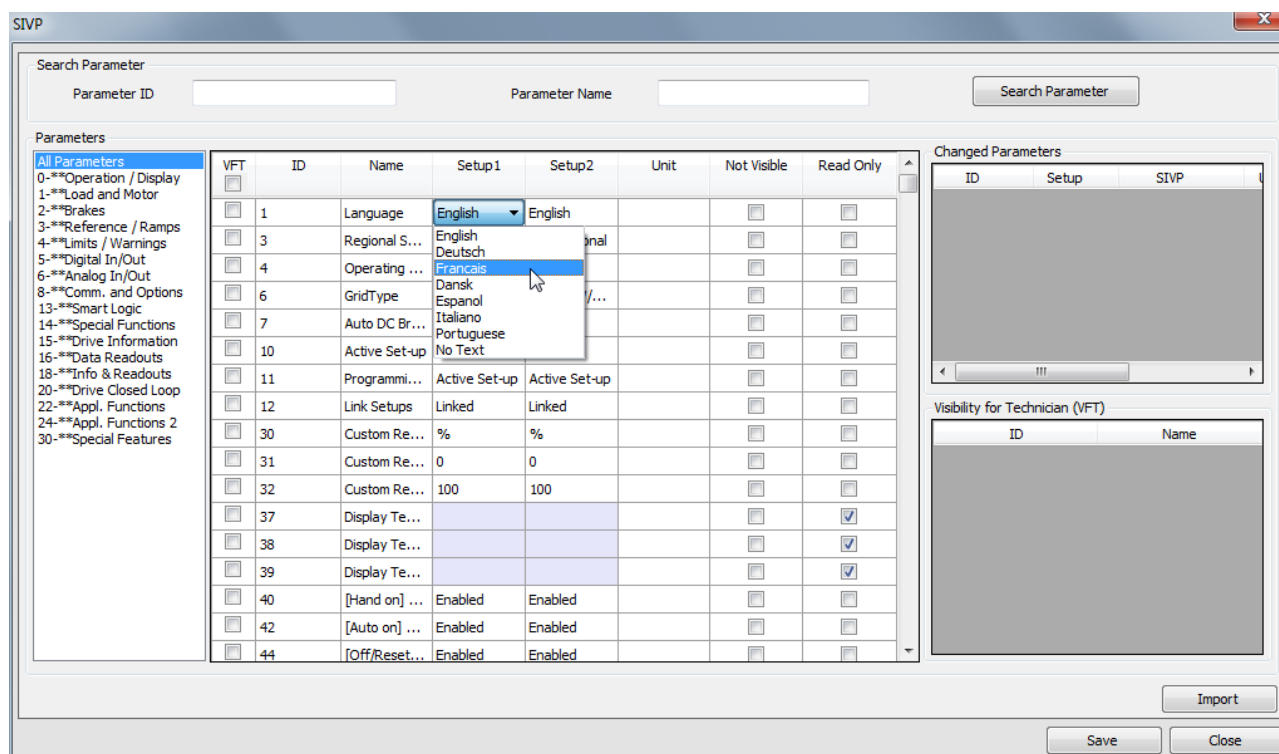 SIVP
Search Parameter
Parameter ID
Parameter Name
Search Parameter
Parameters
All Parameters
0-**Operation / Display
1-**Load and Motor
2-**Brakes
3-**Reference / Ramps
4-**Limits / Warnings
5-**Digital In/Out
6-**Analog In/Out
8-**Comm. and Options
13-**Smart Logic
14-**Special Functions
15-**Drive Information
16-**Data Readouts
18-**Info & Readouts
20-**Drive Closed Loop
22-**Appl. Functions
24-**Appl. Functions 2
30-**Special Features
VFT ID Name Setup1 Setup2 Unit Not Visible Read Only
1 Language English English
3 Regional S... onal
4 Operating ...
6 GridType /...
7 Auto DC Br...
10 Active Set-up
11 Programmi... Active Set-up Active Set-up
12 Link Setups Linked Linked
30 Custom Re... % %
31 Custom Re... 0 0
32 Custom Re... 100 100
37 Display Te...
38 Display Te...
39 Display Te...
40 [Hand on] ... Enabled Enabled
42 [Auto on] ... Enabled Enabled
44 [Off/Reset... Enabled Enabled
English
Deutsch
Francais
Dansk
Espanol
Italiano
Portuguese
No Text
Changed Parameters
ID Setup SIVP
Visibility for Technician (VFT)
ID Name
Import
Save
Close